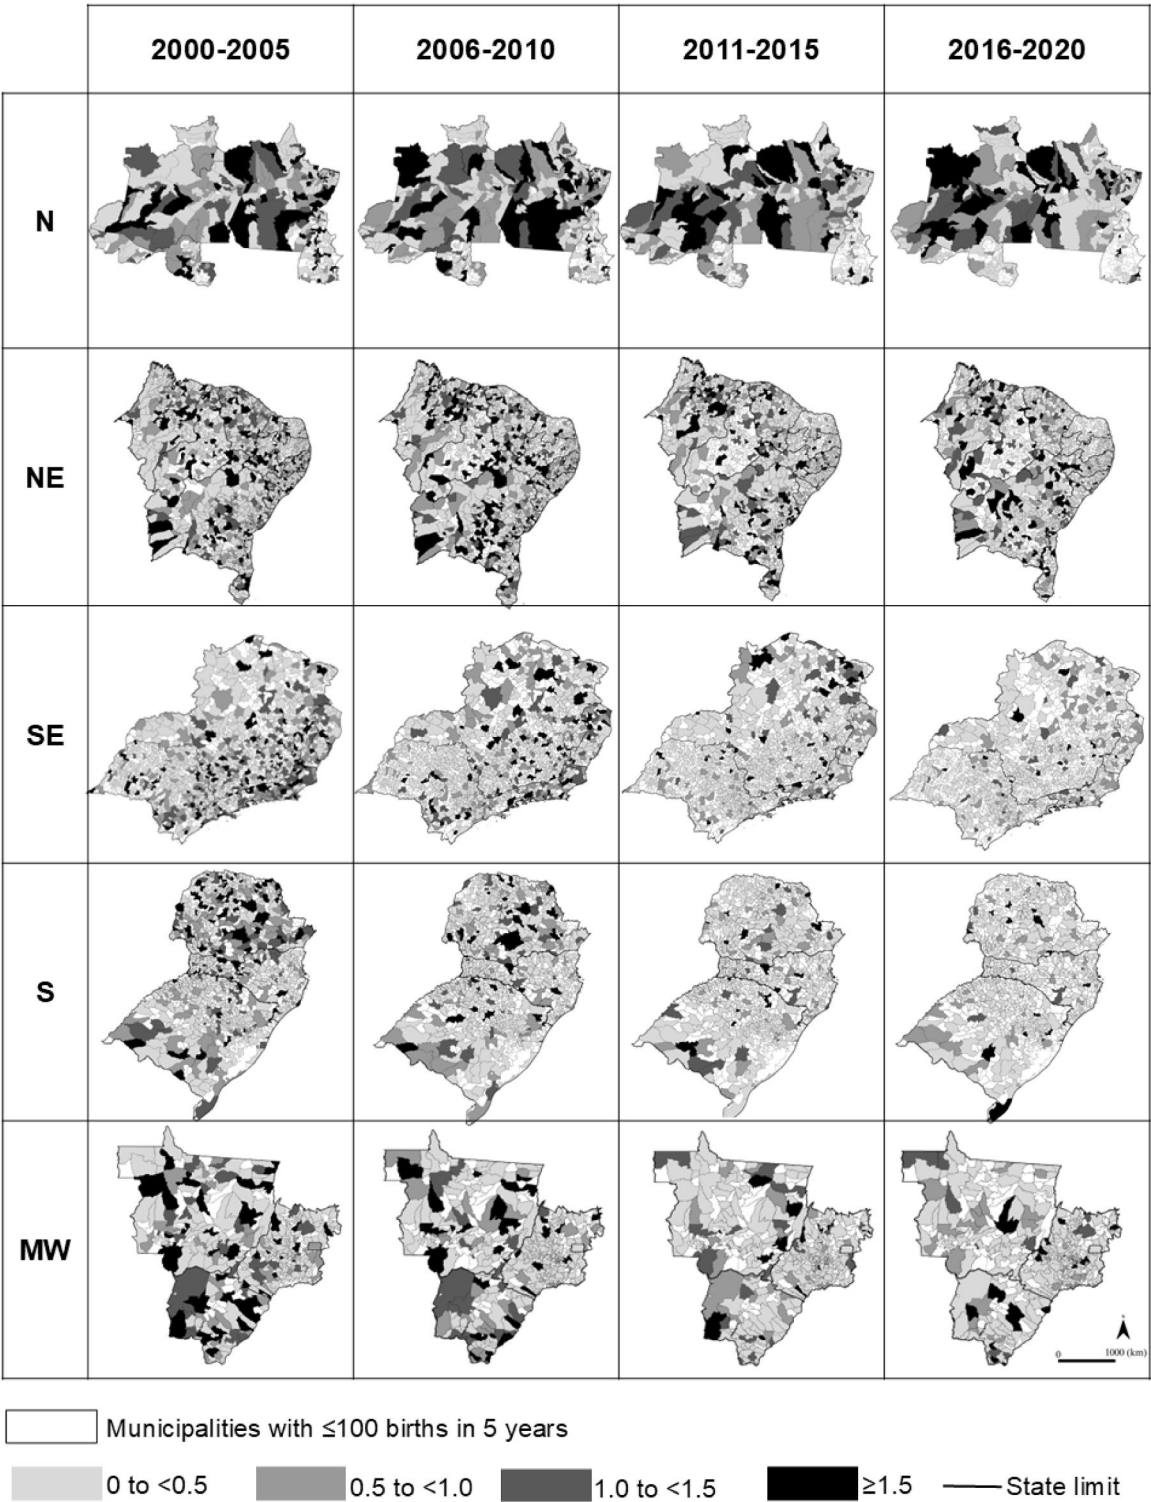 2000-2005 2006-2010 2011-2015 2016-2020
N
NE
SE
S
MW
0 1000 (km)
Municipalities with ≤100 births in 5 years
0 to <0.5 0.5 to <1.0 1.0 to <1.5 ≥1.5 State limit